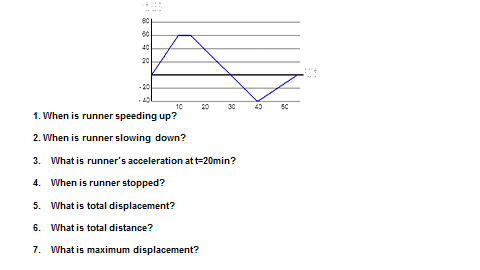 80
60
40
20
-20
-40
10 20 30 40 50
1. When is runner speeding up?
2. When is runner slowing down?
3. What is runner's acceleration at t=20min?
4. When is runner stopped?
5. What is total displacement?
6. What is total distance?
7. What is maximum displacement?